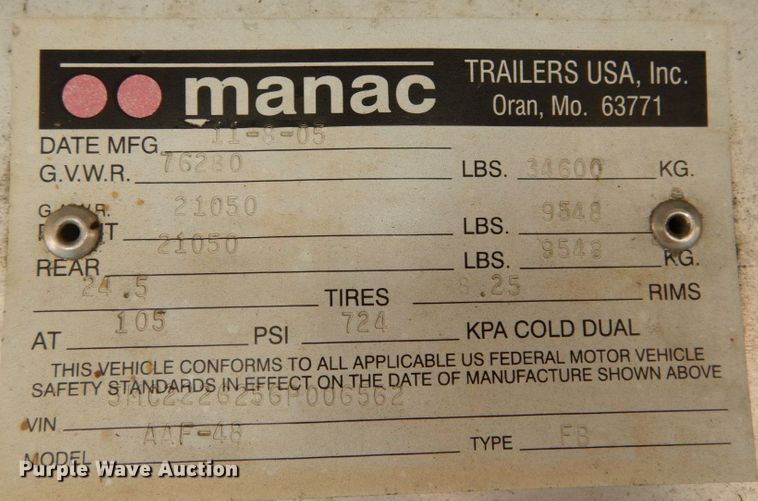 manac TRAILERS USA, Inc.
Oran, Mo. 63771
DATE MFG. 11-8-05
G.V.W.R. 76280 LBS. 34600 KG.
21050 LBS. 9548
REAR 21050 LBS. 9548 KG.
24.5 TIRES 8.25 RIMS
AT 105 PSI 724 KPA COLD DUAL
THIS VEHICLE CONFORMS TO ALL APPLICABLE US FEDERAL MOTOR VEHICLE
SAFETY STANDARDS IN EFFECT ON THE DATE OF MANUFACTURE SHOWN ABOVE
VIN
MODEL AAF-48 TYPE FB
Purple Wave Auction